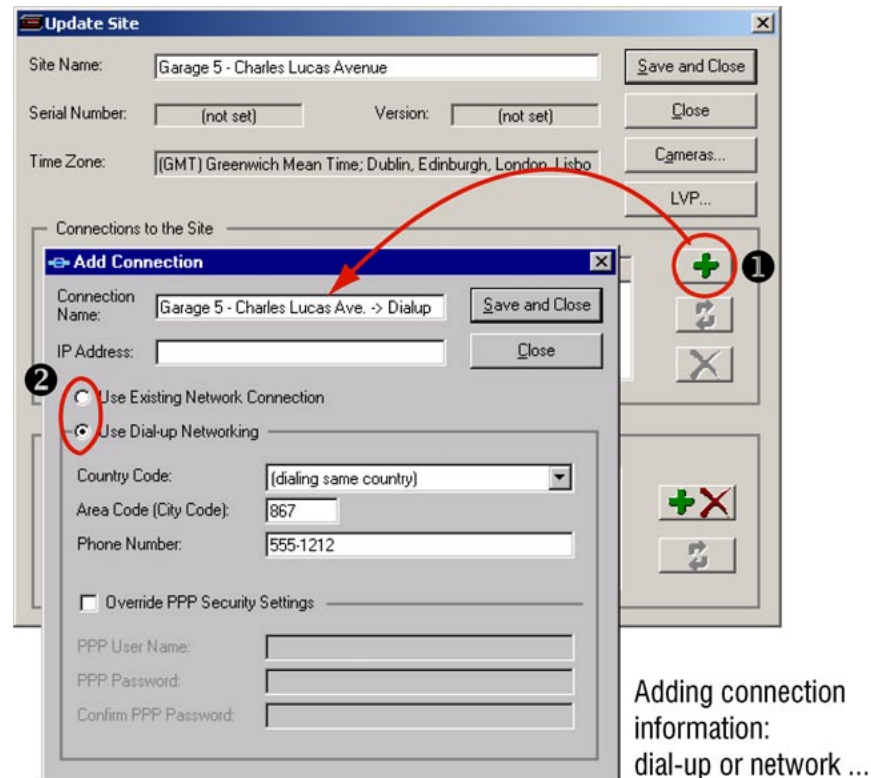 Update Site
Site Name: Garage 5 - Charles Lucas Avenue Save and Close
Serial Number: (not set) Version: (not set) Close
Time Zone: (GMT) Greenwich Mean Time; Dublin, Edinburgh, London, Lisbo Cameras...
LVP...
Connections to the Site
1
Add Connection
Connection Name: Garage 5 - Charles Lucas Ave. -> Dialup Save and Close
IP Address: Close
2
Use Existing Network Connection
Use Dial-up Networking
Country Code: (dialing same country)
Area Code (City Code): 867
Phone Number: 555-1212
Override PPP Security Settings
PPP User Name:
PPP Password:
Confirm PPP Password:
Adding connection
information:
dial-up or network ...